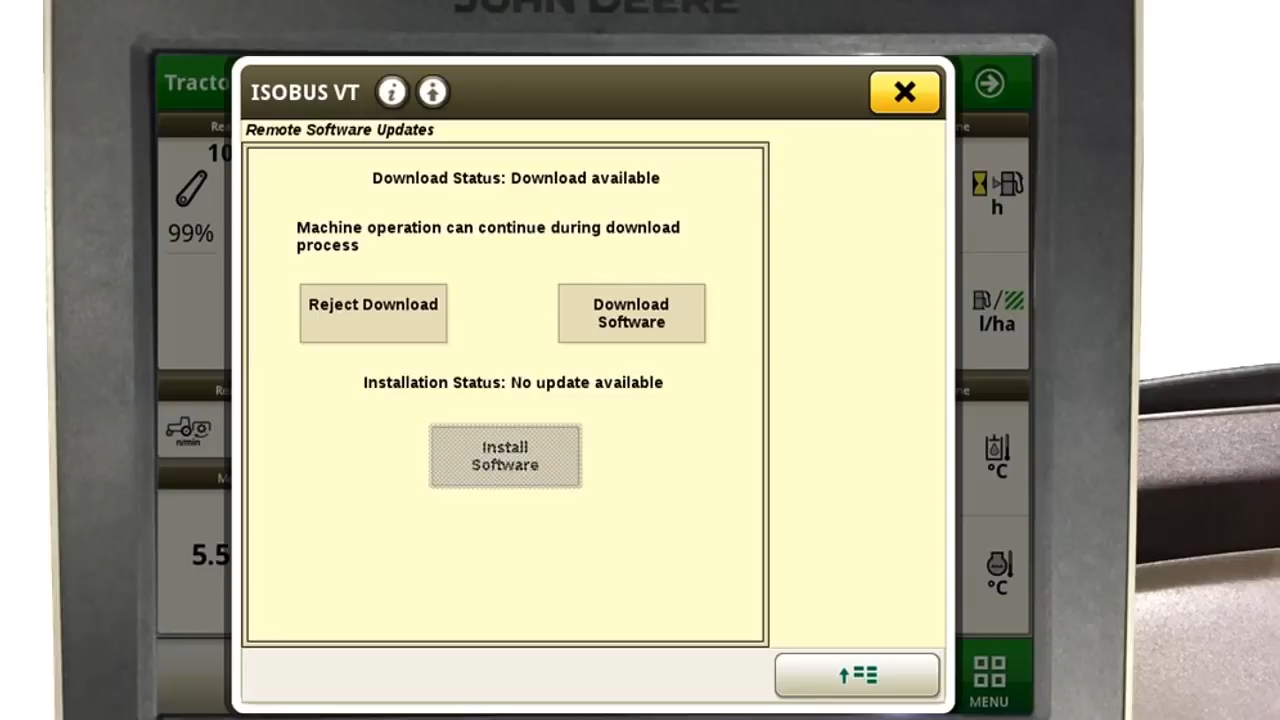 JOHN DEERE
Tracto
ISOBUS VT
Remote Software Updates
Download Status: Download available
Machine operation can continue during download
process
Reject Download
Download
Software
Installation Status: No update available
Install
Software
10
99%
n/min
5.5
h
l/ha
°C
°C
MENU